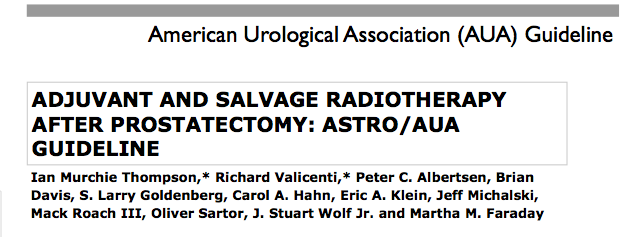 American Urological Association (AUA) Guideline
ADJUVANT AND SALVAGE RADIOTHERAPY
AFTER PROSTATECTOMY: ASTRO/AUA
GUIDELINE
Ian Murchie Thompson,* Richard Valicenti,* Peter C. Albertsen, Brian
Davis, S. Larry Goldenberg, Carol A. Hahn, Eric A. Klein, Jeff Michalski,
Mack Roach III, Oliver Sartor, J. Stuart Wolf Jr. and Martha M. Faraday